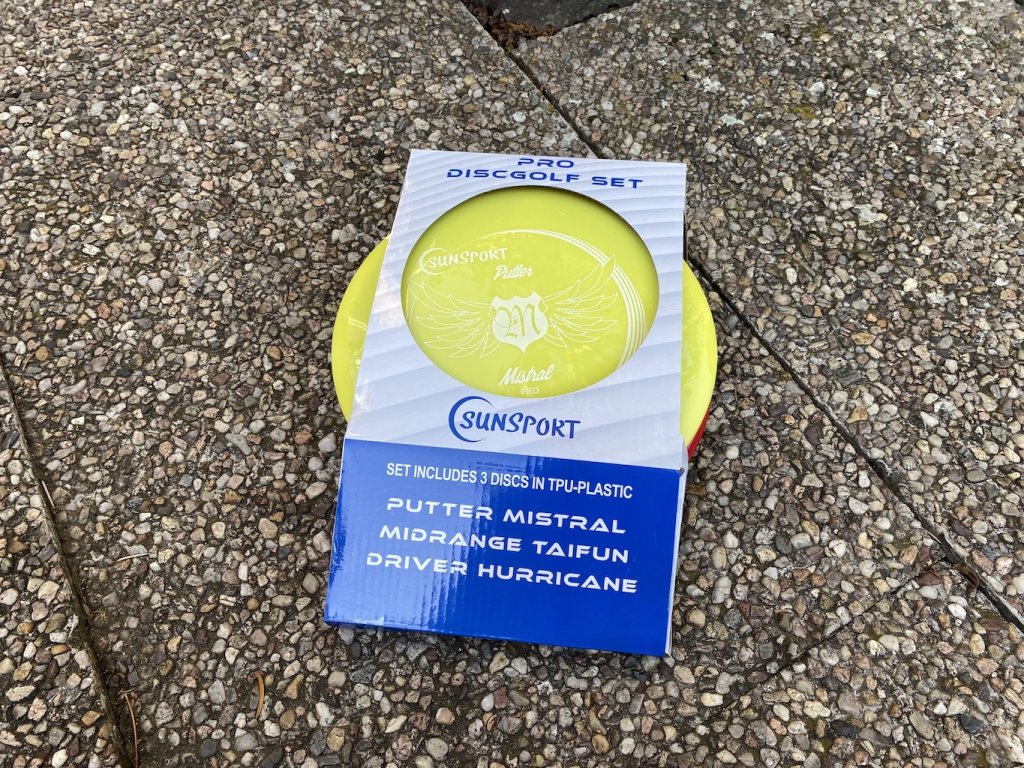 PRO
DISCGOLF SET
SUNSPORT
Putter
M
Mistral
PRO
SUNSPORT
SET INCLUDES 3 DISCS IN TPU-PLASTIC
PUTTER MISTRAL
MIDRANGE TAIFUN
DRIVER HURRICANE